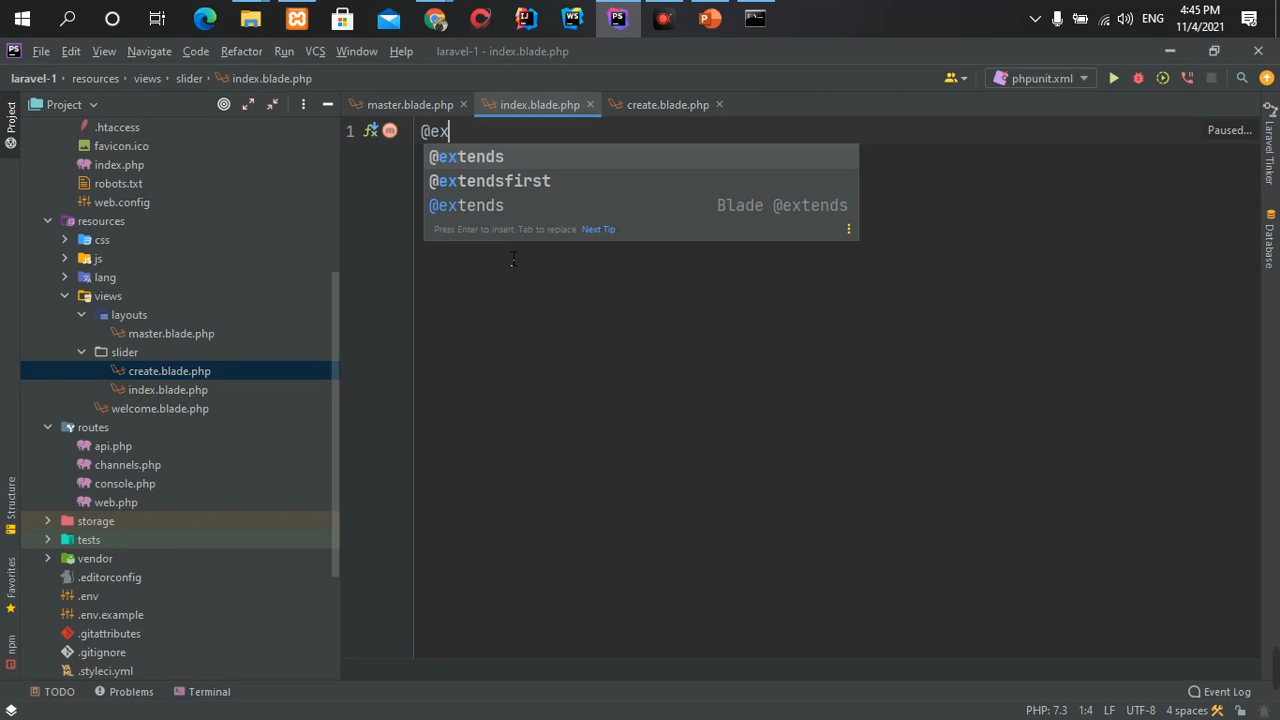 ENG
4:45 PM
11/4/2021
PS
File Edit View Navigate Code Refactor Run VCS Window Help laravel-1 - index.blade.php
laravel-1 > resources > views > slider > index.blade.php
phpunit.xml
Project
master.blade.php
index.blade.php
create.blade.php
1 @ex
Paused...
@extends
@extendsfirst
@extends Blade @extends
Press Enter to insert, Tab to replace Next Tip
.htaccess
favicon.ico
index.php
robots.txt
web.config
resources
css
js
lang
views
layouts
master.blade.php
slider
create.blade.php
index.blade.php
welcome.blade.php
routes
api.php
channels.php
console.php
web.php
storage
tests
vendor
.editorconfig
.env
.env.example
.gitattributes
.gitignore
.styleci.yml
Project
Structure
Favorites
npm
Laravel Tinker
Database
TODO Problems Terminal Event Log
PHP: 7.3 1:4 LF UTF-8 4 spaces